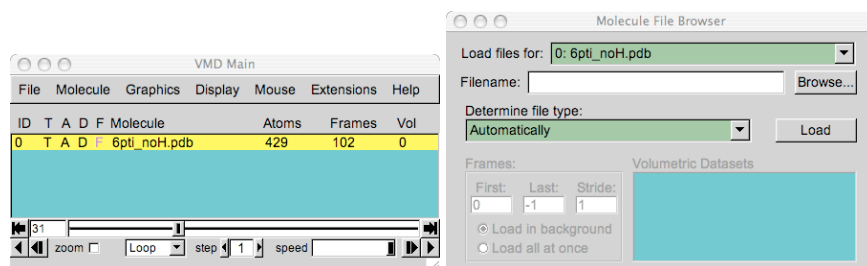 VMD Main
File Molecule Graphics Display Mouse Extensions Help
ID T A D F Molecule Atoms Frames Vol
0 T A D F 6pti_noH.pdb 429 102 0
31
zoom Loop step 1 speed
Molecule File Browser
Load files for: 0: 6pti_noH.pdb
Filename: Browse...
Determine file type:
Automatically Load
Frames: Volumetric Datasets
First: Last: Stride:
0 -1 1
Load in background
Load all at once